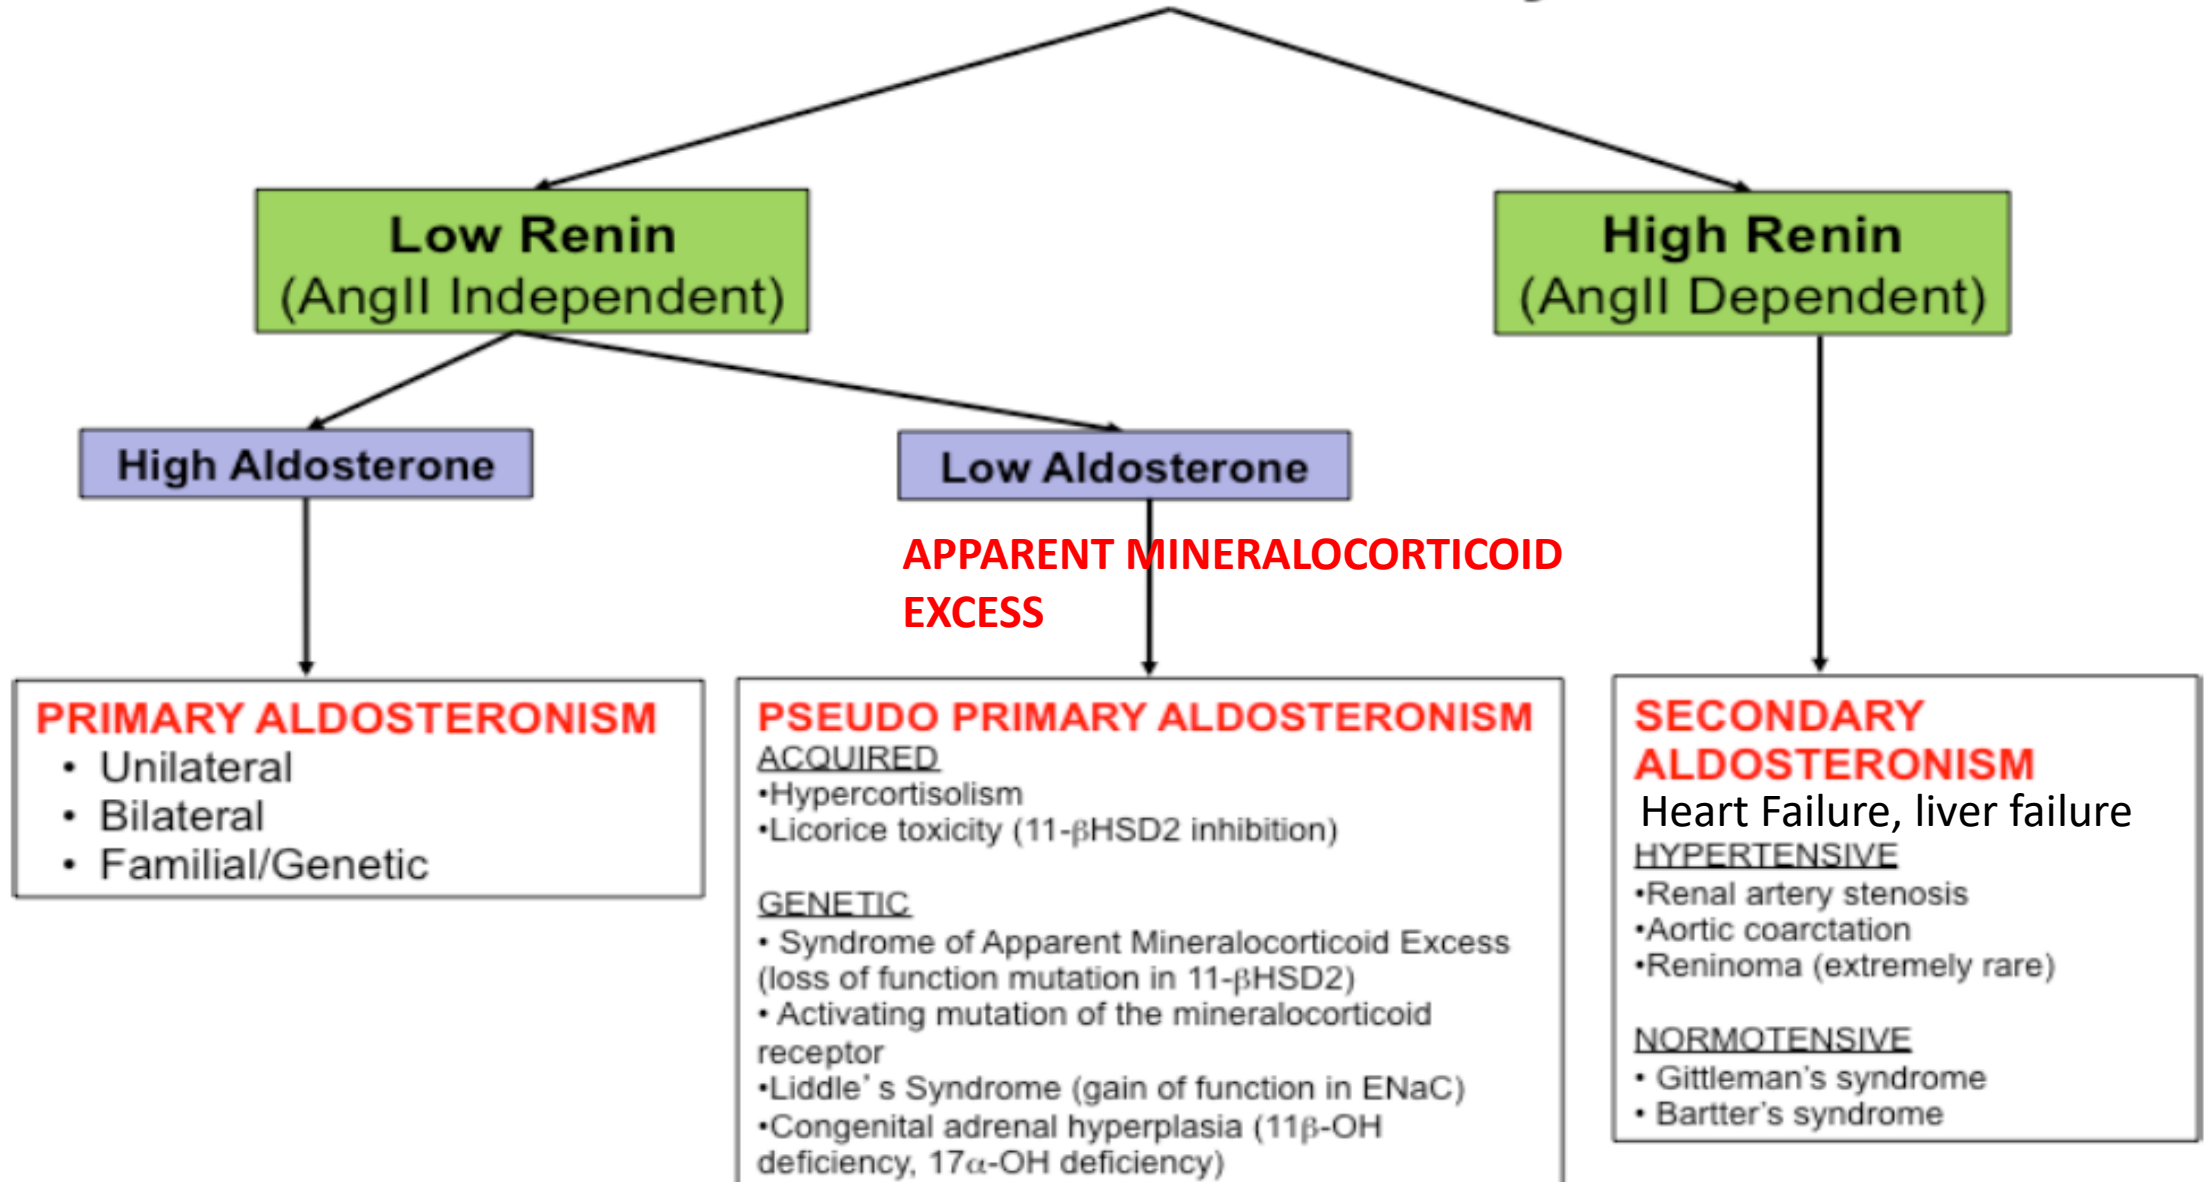 Low Renin
(AngII Independent)
High Renin
(AngII Dependent)
High Aldosterone
Low Aldosterone
APPARENT MINERALOCORTICOID
EXCESS
PRIMARY ALDOSTERONISM
• Unilateral
• Bilateral
• Familial/Genetic
PSEUDO PRIMARY ALDOSTERONISM
ACQUIRED
•Hypercortisolism
•Licorice toxicity (11-βHSD2 inhibition)
GENETIC
• Syndrome of Apparent Mineralocorticoid Excess
(loss of function mutation in 11-βHSD2)
• Activating mutation of the mineralocorticoid
receptor
•Liddle’s Syndrome (gain of function in ENaC)
•Congenital adrenal hyperplasia (11β-OH
deficiency, 17α-OH deficiency)
SECONDARY
ALDOSTERONISM
Heart Failure, liver failure
HYPERTENSIVE
•Renal artery stenosis
•Aortic coarctation
•Reninoma (extremely rare)
NORMOTENSIVE
• Gittleman’s syndrome
• Bartter’s syndrome